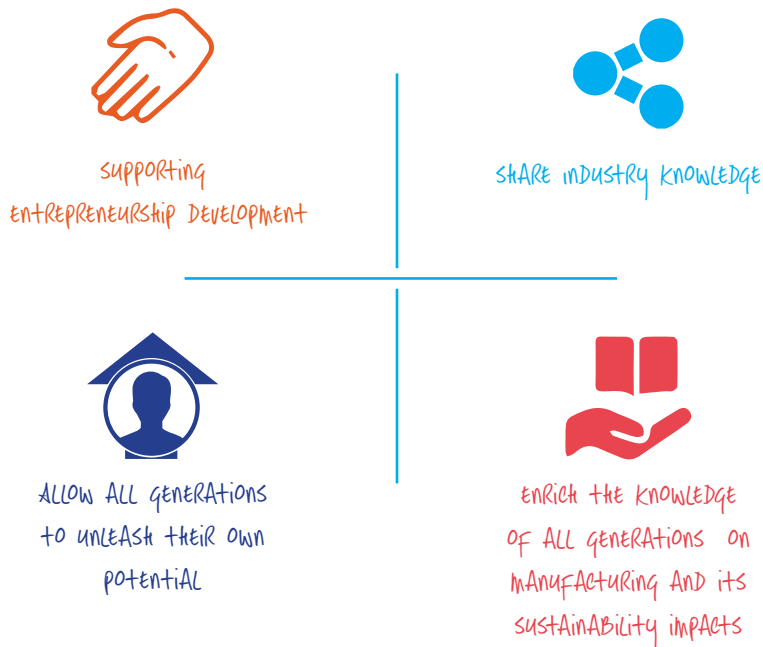 SUPPORTING
ENTREPRENEURSHIP DEVELOPMENT
SHARE INDUSTRY KNOWLEDGE
ALLOW ALL GENERATIONS
TO UNLEASH THEIR OWN
POTENTIAL
ENRICH THE KNOWLEDGE
OF ALL GENERATIONS ON
MANUFACTURING AND ITS
SUSTAINABILITY IMPACTS